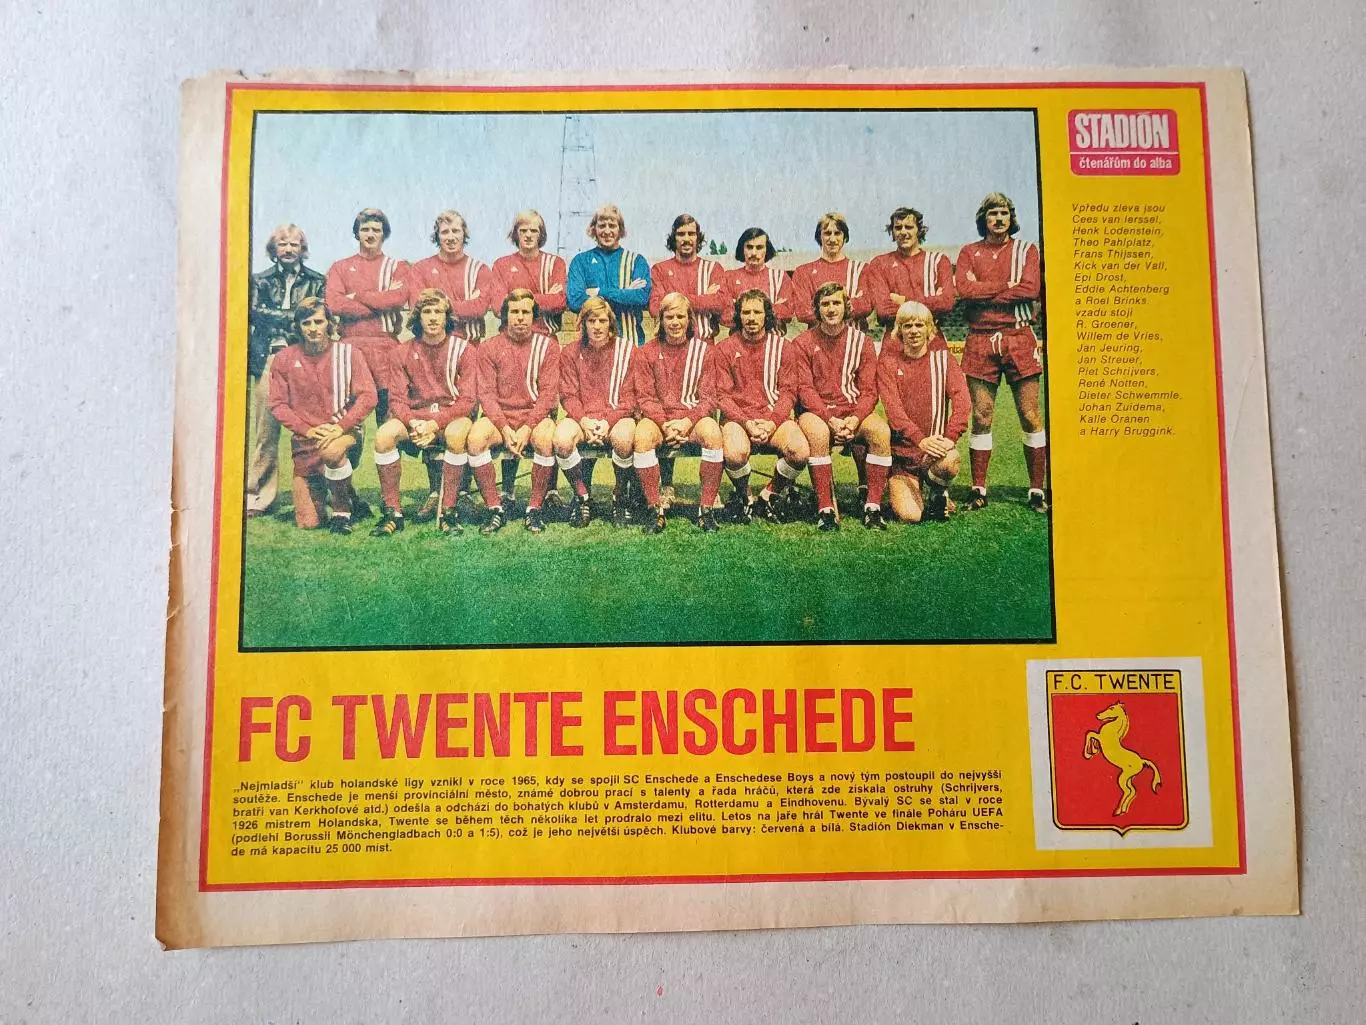 STADIÓN
čtenářům do alba
Vpředu zleva jsou
Cees van Ierssel,
Henk Lodenstein,
Theo Pahlplatz,
Frans Thijssen,
Kick van der Vall,
Epi Drost,
Eddie Achtenberg
a Roel Brinks.
vzadu stojí
R. Groener,
Willem de Vries,
Jan Jeuring,
Jan Streuer,
Piet Schrijvers,
René Notten,
Dieter Schwemmle,
Johan Zuidema,
Kalle Oranen
a Harry Bruggink.
F.C. TWENTE
FC TWENTE ENSCHEDE
„Nejmladší" klub holandské ligy vznikl v roce 1965, kdy se spojil SC Enschede a Enschedese Boys a nový tým postoupil do nejvyšší
soutěže. Enschede je menší provinciální město, známé dobrou prací s talenty a řada hráčů, která zde získala ostruhy (Schrijvers,
bratři van Kerkhofové atd.) odešla a odchází do bohatých klubů v Amsterdamu, Rotterdamu a Eindhovenu. Bývalý SC se stal v roce
1926 mistrem Holandska, Twente se během těch několika let prodralo mezi elitu. Letos na jaře hrál Twente ve finále Poháru UEFA
(podlehl Borussii Mönchengladbach 0:0 a 1:5), což je jeho největší úspěch. Klubové barvy: červená a bílá. Stadión Diekman v Ensche-
de má kapacitu 25 000 míst.